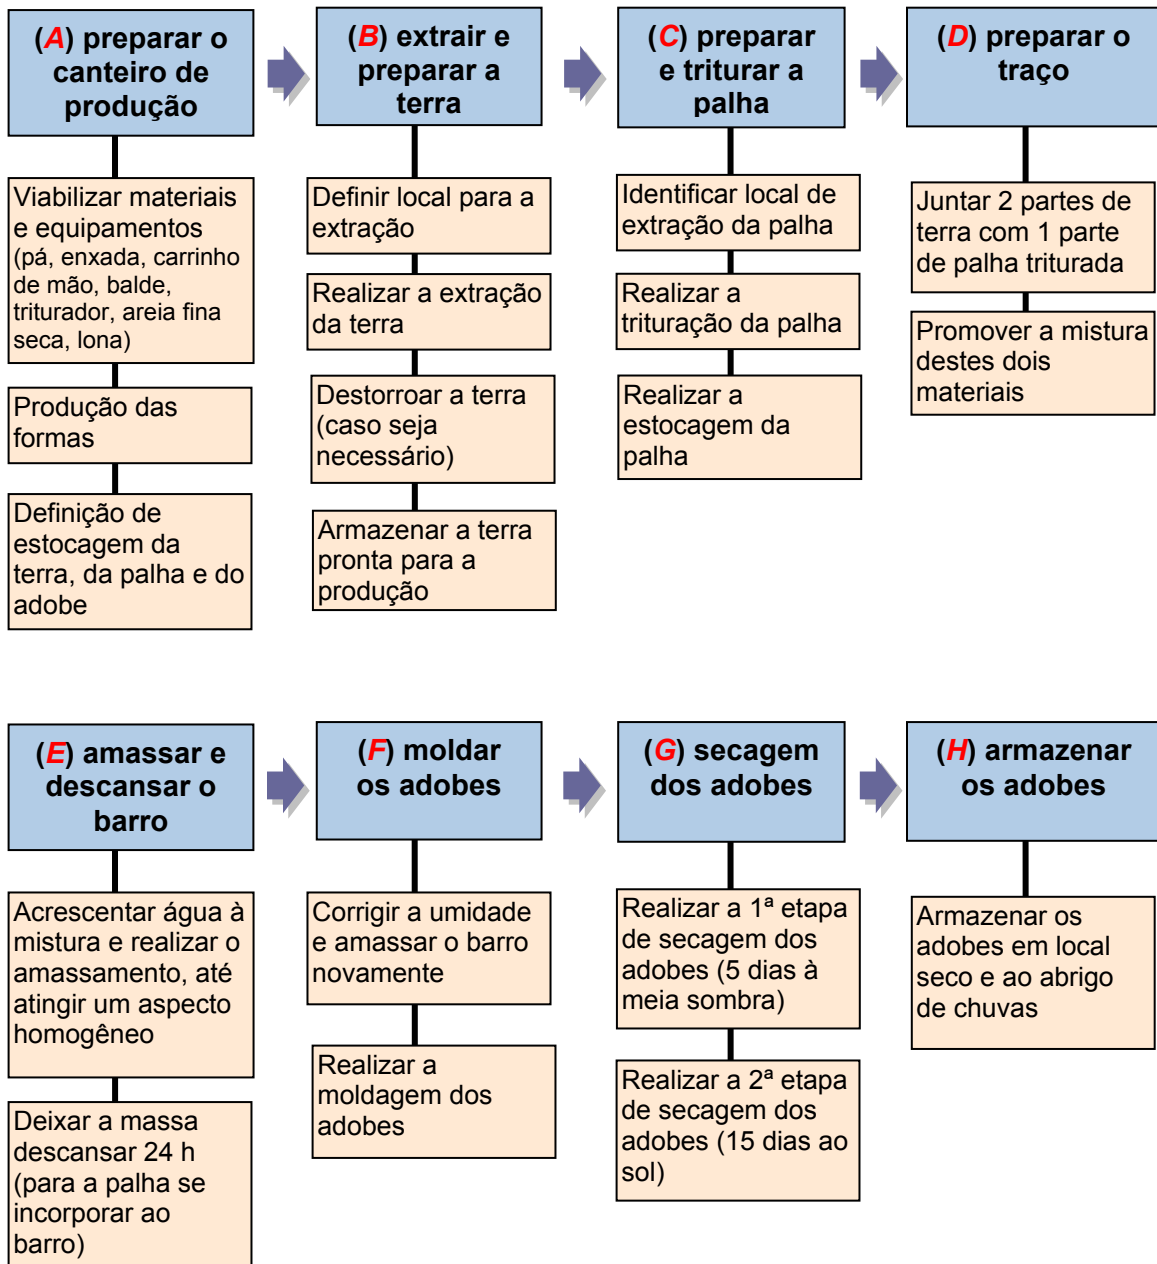 (A) preparar o
canteiro de
produção
Viabilizar materiais
e equipamentos
(pá, enxada, carrinho
de mão, balde,
triturador, areia fina
seca, lona)
Produção das
formas
Definição de
estocagem da
terra, da palha e do
adobe
(B) extrair e
preparar a
terra
Definir local para a
extração
Realizar a extração
da terra
Destorroar a terra
(caso seja
necessário)
Armazenar a terra
pronta para a
produção
(C) preparar
e triturar a
palha
Identificar local de
extração da palha
Realizar a
trituração da palha
Realizar a
estocagem da
palha
(D) preparar o
traço
Juntar 2 partes de
terra com 1 parte
de palha triturada
Promover a mistura
destes dois
materiais
(E) amassar e
descansar o
barro
Acrescentar água à
mistura e realizar o
amassamento, até
atingir um aspecto
homogêneo
Deixar a massa
descansar 24 h
(para a palha se
incorporar ao
barro)
(F) moldar
os adobes
Corrigir a umidade
e amassar o barro
novamente
Realizar a
moldagem dos
adobes
(G) secagem
dos adobes
Realizar a 1ª etapa
de secagem dos
adobes (5 dias à
meia sombra)
Realizar a 2ª etapa
de secagem dos
adobes (15 dias ao
sol)
(H) armazenar
os adobes
Armazenar os
adobes em local
seco e ao abrigo
de chuvas